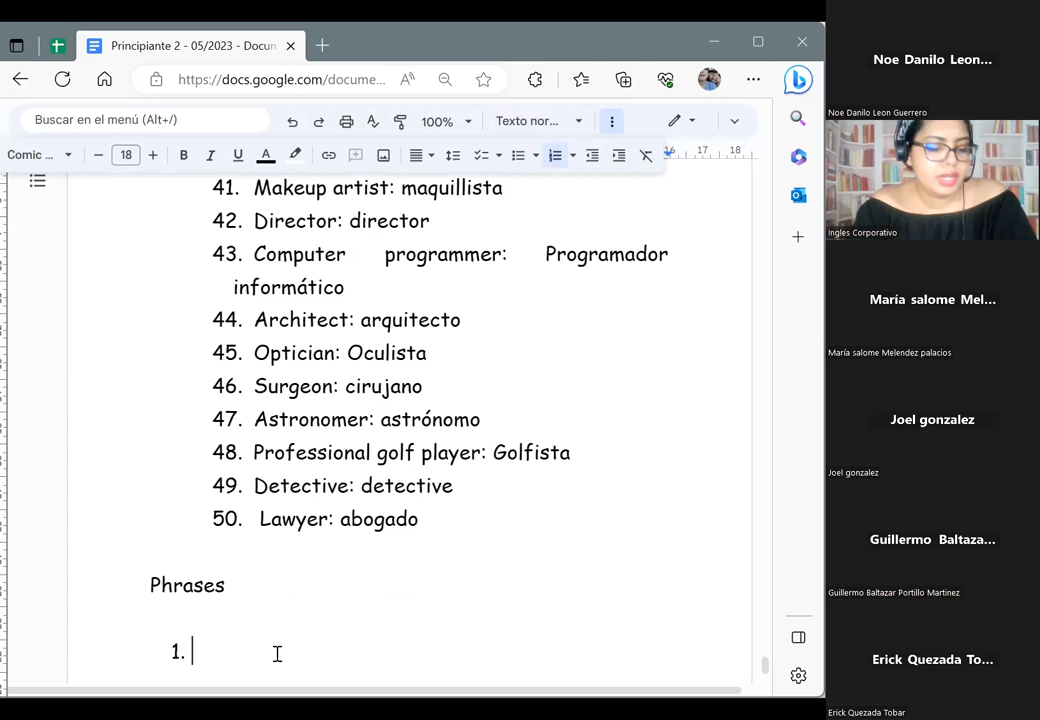 Principiante 2 - 05/2023 - Docun
https://docs.google.com/docume...
Buscar en el menú (Alt+/)
100%
Texto nor...
Comic ...
18
16 17 18
41. Makeup artist: maquillista
42. Director: director
43. Computer programmer: Programador
informático
44. Architect: arquitecto
45. Optician: Oculista
46. Surgeon: cirujano
47. Astronomer: astrónomo
48. Professional golf player: Golfista
49. Detective: detective
50. Lawyer: abogado
Phrases
1.
Noe Danilo Leon...
Noe Danilo Leon Guerrero
Ingles Corporativo
María salome Mel...
María salome Melendez palacios
Joel gonzalez
Joel gonzalez
Guillermo Baltaza...
Guillermo Baltazar Portillo Martinez
Erick Quezada To...
Erick Quezada Tobar